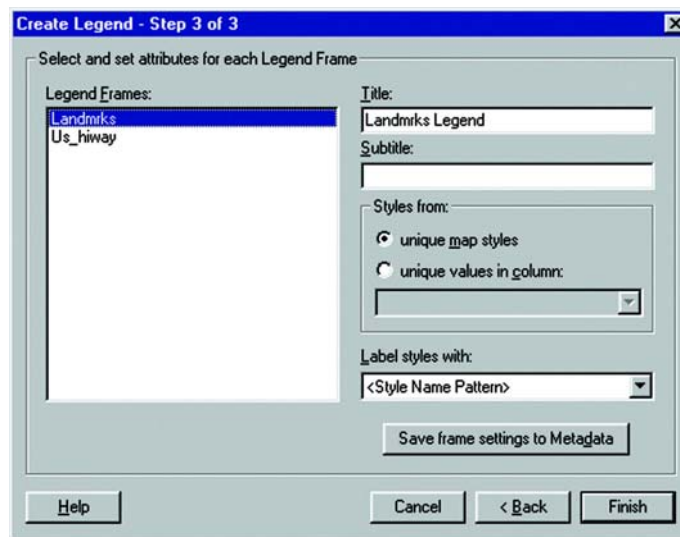 Create Legend - Step 3 of 3
Select and set attributes for each Legend Frame
Legend Frames:
Landmrks
Us_hiway
Title:
Landmrks Legend
Subtitle:
Styles from:
unique map styles
unique values in column:
Label styles with:
<Style Name Pattern>
Save frame settings to Metadata
Help
Cancel
< Back
Finish